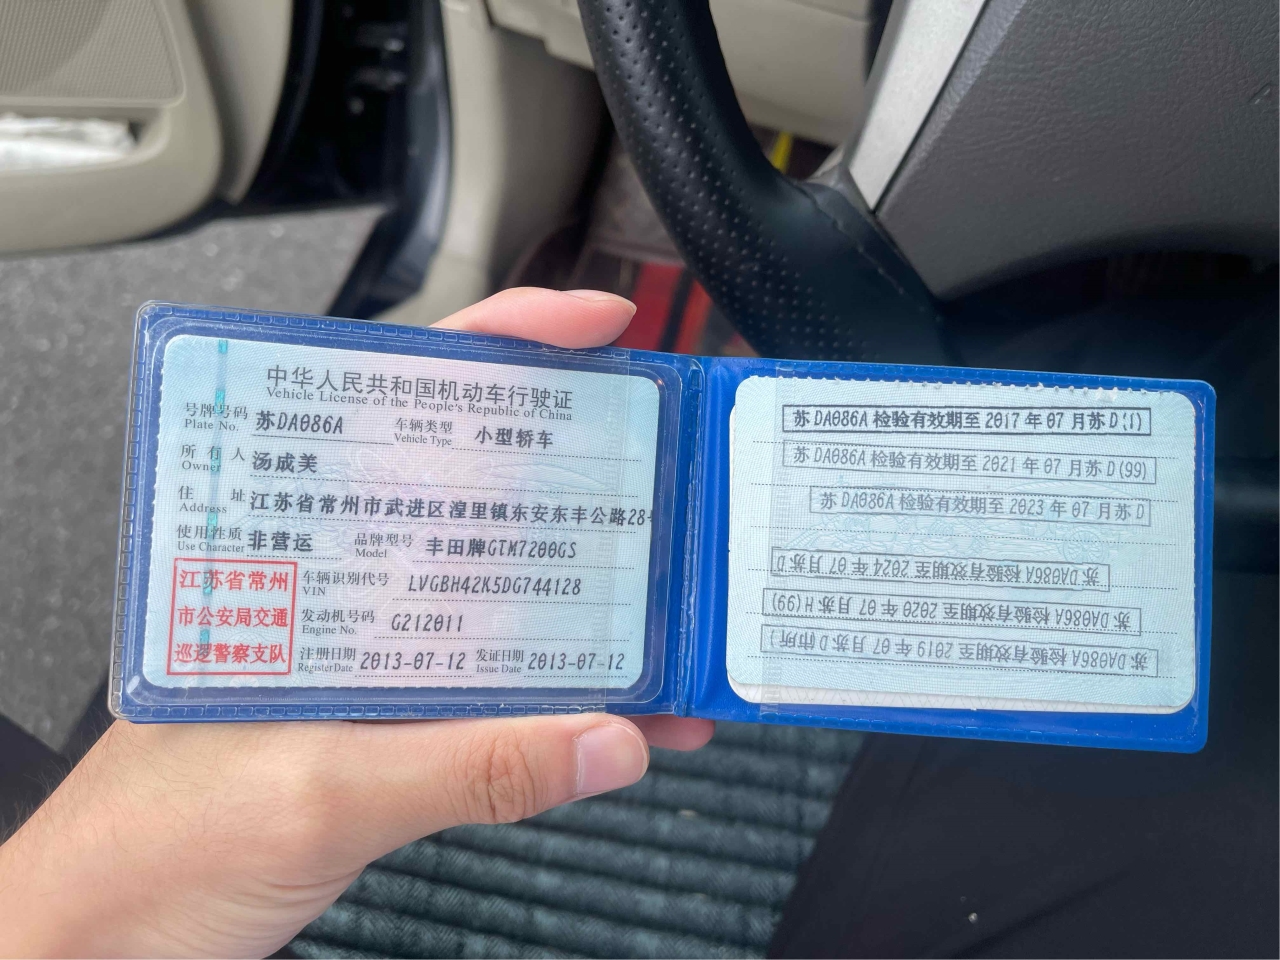 中华人民共和国机动车行驶证
Vehicle License of the People's Republic of China
号牌号码 苏DA086A 车辆类型 小型轿车
Plate No. Vehicle Type
所有人 汤成美
Owner
住址 江苏省常州市武进区湟里镇东安东丰公路28号
Address
使用性质 非营运 品牌型号 丰田牌GTM7200GS
Use Character Model
江苏省常州
市公安局交通
巡逻警察支队
车辆识别代号 LVGBH42K5DG744128
VIN
发动机号码 G212011
Engine No.
注册日期 2013-07-12 发证日期 2013-07-12
Register Date Issue Date
苏DA086A检验有效期至2017年07月苏D(1)
苏DA086A检验有效期至2021年07月苏D(99)
苏DA086A检验有效期至2023年07月苏D
苏DA086A检验有效期至2024年07月苏D
苏DA086A检验有效期至2020年07月苏H(99)
苏DA086A检验有效期至2019年07月苏D(市所)